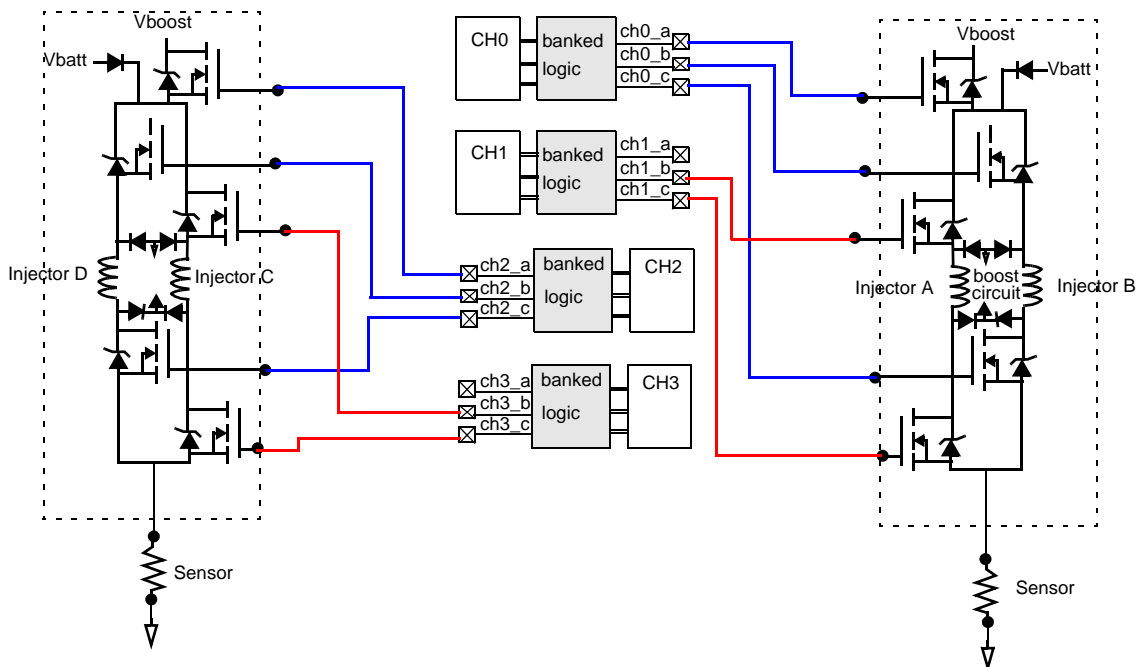 Vboost
Vbatt
Injector D
Injector C
Sensor
CH0
banked
logic
ch0_a
ch0_b
ch0_c
CH1
banked
logic
ch1_a
ch1_b
ch1_c
ch2_a
ch2_b
ch2_c
banked
logic
CH2
ch3_a
ch3_b
ch3_c
banked
logic
CH3
Vboost
Vbatt
Injector A
boost
circuit
Injector B
Sensor